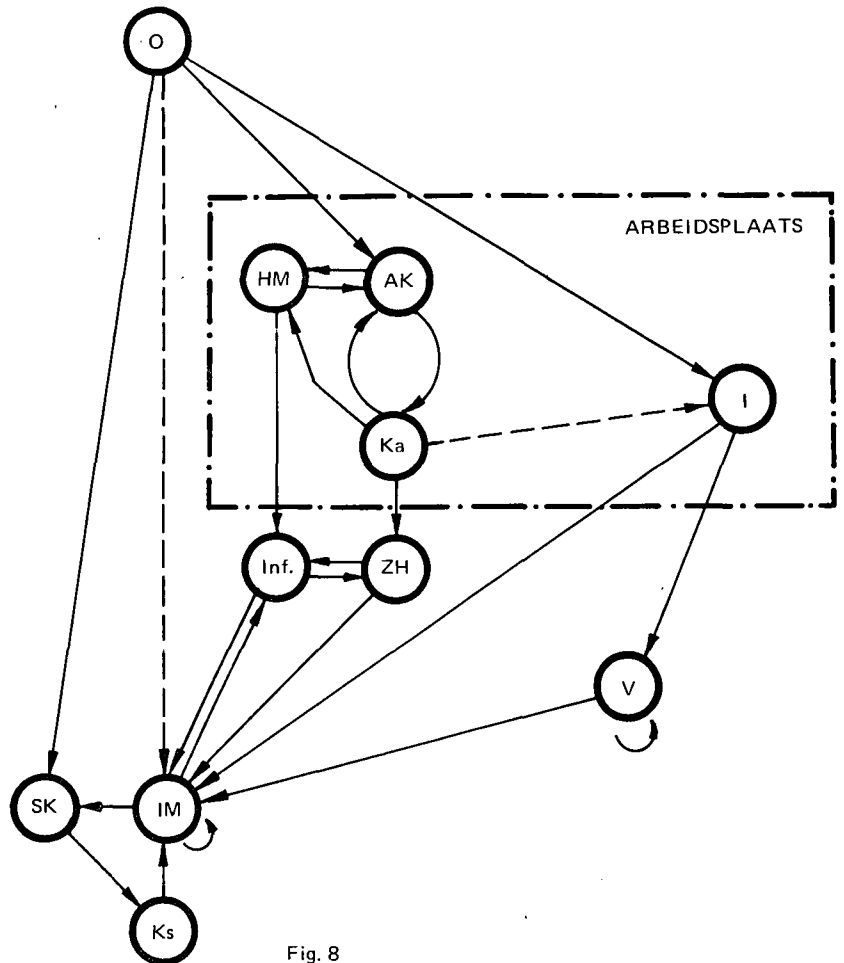 O
ARBEIDSPLAATS
HM
AK
I
Ka
Inf.
ZH
V
SK
IM
Ks
Fig. 8